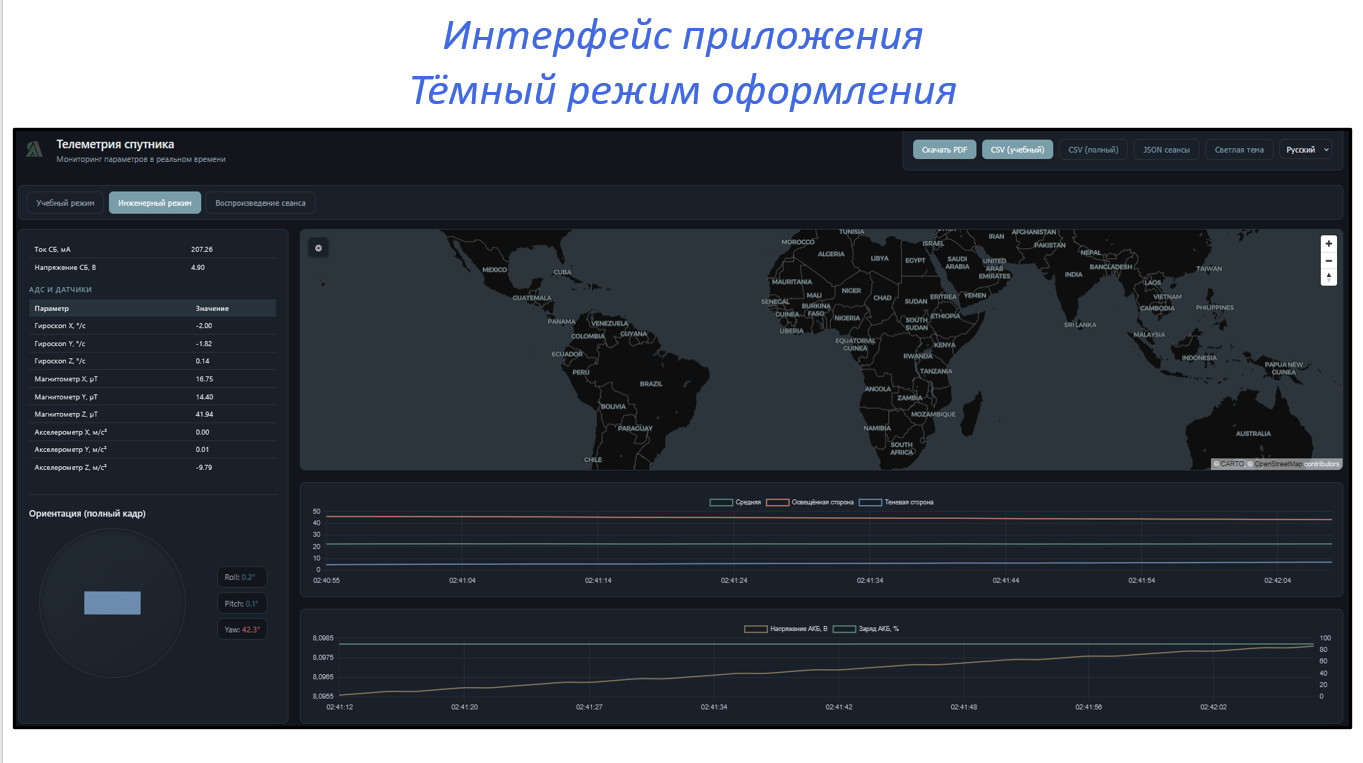 Интерфейс приложения
Тёмный режим оформления
Телеметрия спутника
Мониторинг параметров в реальном времени
Скачать PDF
CSV (учебный)
CSV (полный)
JSON сеансы
Светлая тема
Русский
Учебный режим
Инженерный режим
Воспроизведение сеанса
Ток СБ, мА 207.26
Напряжение СБ, В 4.90
АДС И ДАТЧИКИ
Параметр Значение
Гироскоп X, °/с -2.00
Гироскоп Y, °/с -1.82
Гироскоп Z, °/с 0.14
Магнитометр X, µT 16.75
Магнитометр Y, µT 14.40
Магнитометр Z, µT 41.94
Акселерометр X, м/с² 0.00
Акселерометр Y, м/с² 0.01
Акселерометр Z, м/с² -9.79
Ориентация (полный кадр)
Roll: 0.2°
Pitch: 0.1°
Yaw: 42.3°
MEXICO
CUBA
GUATEMALA
PANAMA
VENEZUELA
COLOMBIA
GUYANA
ECUADOR
PERU
BRAZIL
BOLIVIA
PARAGUAY
CHILE
TUNISIA
MOROCCO
ALGERIA
LIBYA
EGYPT
ISRAEL
IRAN
AFGHANISTAN
PAKISTAN
NEPAL
SAUDI
ARABIA
UNITED
ARAB
EMIRATES
INDIA
BANGLADESH
TAIWAN
MAURITANIA
MALI
NIGER
CHAD
SUDAN
ERITREA
YEMEN
LAOS
VIETNAM
CAMBODIA
PHILIPPINES
SENEGAL
GUINEA
BURKINA
FASO
NIGERIA
LIBERIA
SOUTH
SUDAN
ETHIOPIA
SRI LANKA
MALAYSIA
EQUATORIAL
GUINEA
KENYA
RWANDA
TANZANIA
INDONESIA
PAPUA NEW
GUINEA
ANGOLA
ZAMBIA
MOZAMBIQUE
NAMIBIA
SOUTH
AFRICA
AUSTRALIA
+
−
© CARTO © OpenStreetMap contributors
Средняя Освещённая сторона Теневая сторона
50
40
30
20
10
0
02:40:55 02:41:04 02:41:14 02:41:24 02:41:34 02:41:44 02:41:54 02:42:04
Напряжение АКБ, В Заряд АКБ, %
8,0985
8,0975
8,0965
8,0955
100
80
60
40
20
0
02:41:12 02:41:20 02:41:27 02:41:34 02:41:42 02:41:48 02:41:56 02:42:02